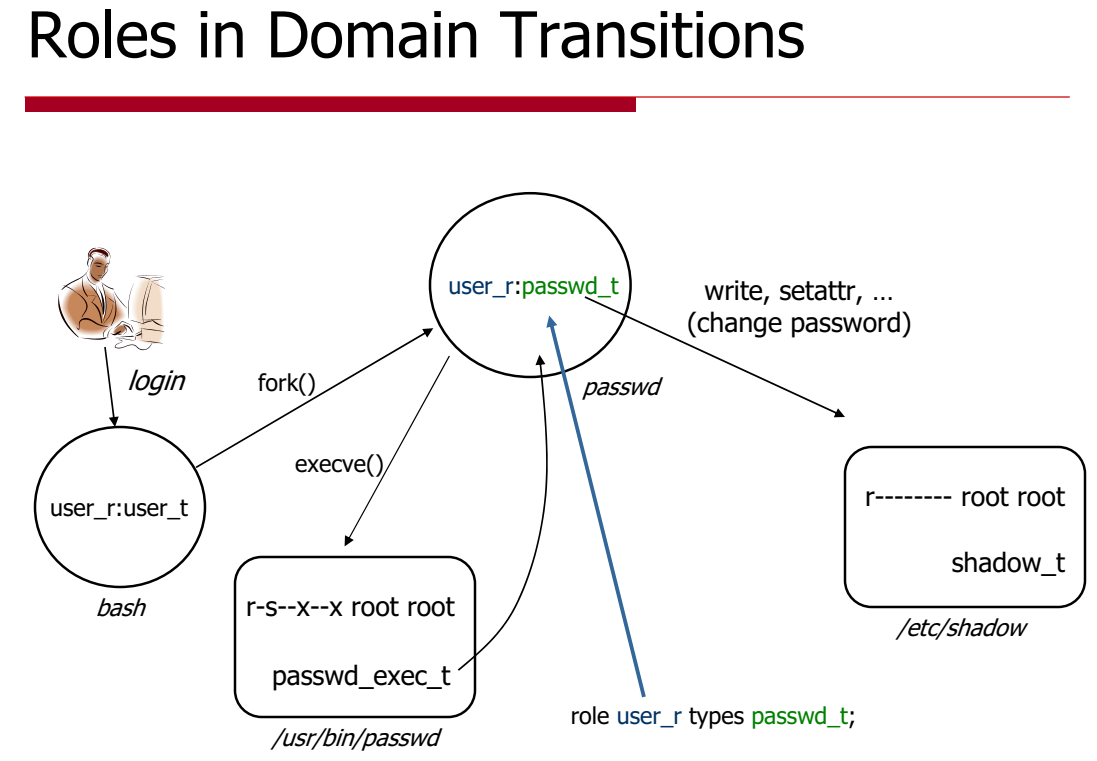 Roles in Domain Transitions
user_r:passwd_t
write, setattr, …
(change password)
login
fork()
passwd
execve()
user_r:user_t
r-------- root root
shadow_t
bash
r-s--x--x root root
/etc/shadow
passwd_exec_t
role user_r types passwd_t;
/usr/bin/passwd